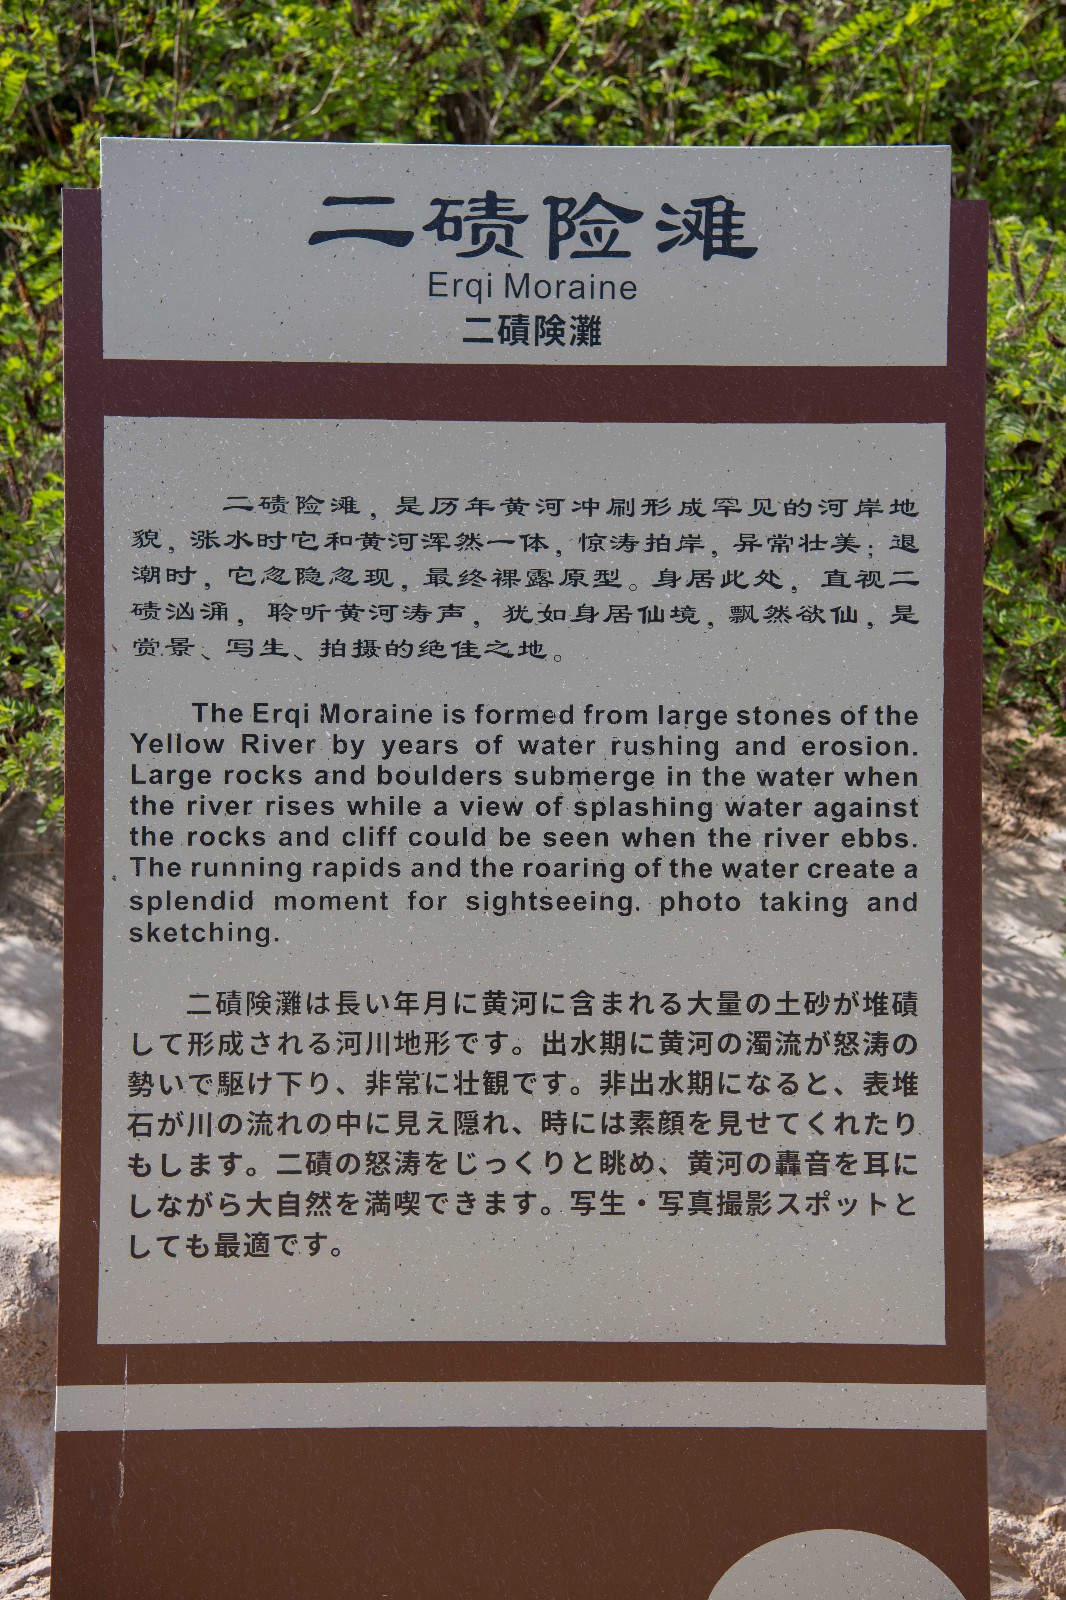 二碛险滩
Erqi Moraine
二磧険灘
二碛险滩，是历年黄河冲刷形成罕见的河岸地
貌，涨水时它和黄河浑然一体，惊涛拍岸，异常壮美；退
潮时，它忽隐忽现，最终裸露原型。身居此处，直视二
碛汹涌，聆听黄河涛声，犹如身居仙境，飘然欲仙，是
赏景、写生、拍摄的绝佳之地。
The Erqi Moraine is formed from large stones of the
Yellow River by years of water rushing and erosion.
Large rocks and boulders submerge in the water when
the river rises while a view of splashing water against
the rocks and cliff could be seen when the river ebbs.
The running rapids and the roaring of the water create a
splendid moment for sightseeing. photo taking and
sketching.
二磧険灘は長い年月に黄河に含まれる大量の土砂が堆磧
して形成される河川地形です。出水期に黄河の濁流が怒涛の
勢いで駆け下り、非常に壮観です。非出水期になると、表堆
石が川の流れの中に見え隠れ、時には素顔を見せてくれたり
もします。二磧の怒涛をじっくりと眺め、黄河の轟音を耳に
しながら大自然を満喫できます。写生・写真撮影スポットと
しても最適です。